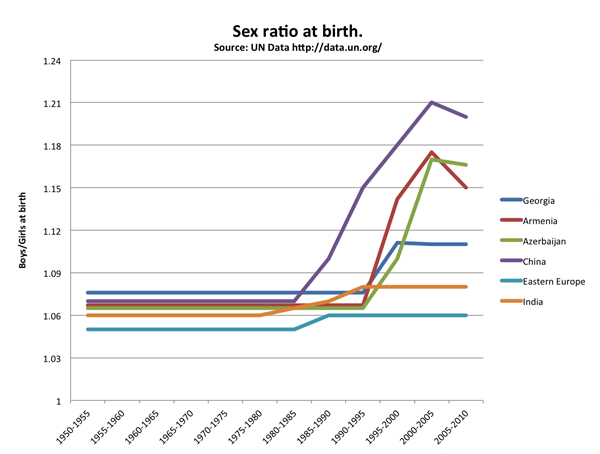 Sex ratio at birth.
Source: UN Data http://data.un.org/
Boys/Girls at birth
1.24
1.21
1.18
1.15
1.12
1.09
1.06
1.03
1
1950-1955
1955-1960
1960-1965
1965-1970
1970-1975
1975-1980
1980-1985
1985-1990
1990-1995
1995-2000
2000-2005
2005-2010
Georgia
Armenia
Azerbaijan
China
Eastern Europe
India